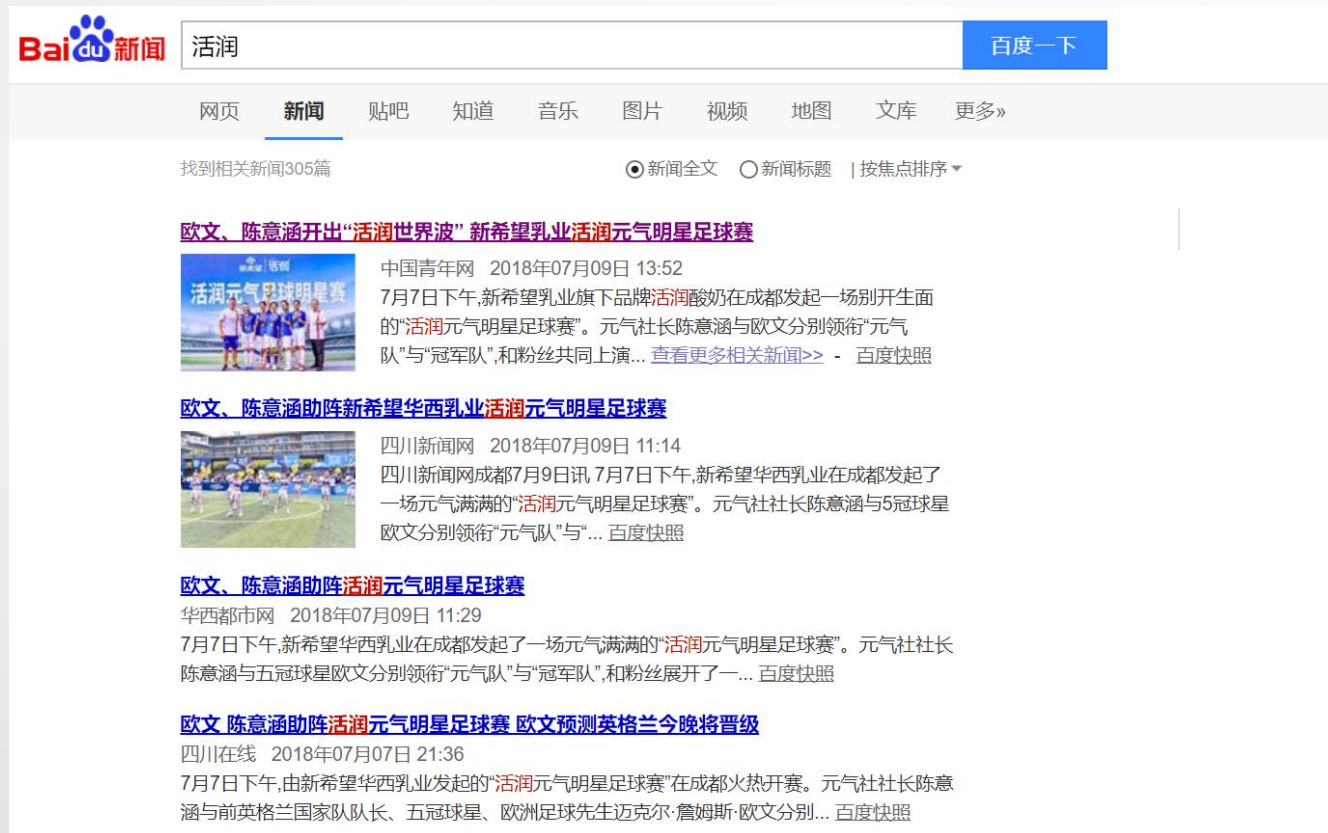 Bai du 新闻 活润 百度一下
网页 新闻 贴吧 知道 音乐 图片 视频 地图 文库 更多»
找到相关新闻305篇 新闻全文 新闻标题 | 按焦点排序
欧文、陈意涵开出“活润世界波” 新希望乳业活润元气明星足球赛
新希望 活润
活润元气足球明星赛
中国青年网 2018年07月09日 13:52
7月7日下午,新希望乳业旗下品牌活润酸奶在成都发起一场别开生面
的“活润元气明星足球赛”。元气社长陈意涵与欧文分别领衔“元气
队”与“冠军队”,和粉丝共同上演... 查看更多相关新闻>> - 百度快照
欧文、陈意涵助阵新希望华西乳业活润元气明星足球赛
四川新闻网 2018年07月09日 11:14
四川新闻网成都7月9日讯 7月7日下午,新希望华西乳业在成都发起了
一场元气满满的“活润元气明星足球赛”。元气社社长陈意涵与5冠球星
欧文分别领衔“元气队”与“... 百度快照
欧文、陈意涵助阵活润元气明星足球赛
华西都市网 2018年07月09日 11:29
7月7日下午,新希望华西乳业在成都发起了一场元气满满的“活润元气明星足球赛”。元气社社长
陈意涵与五冠球星欧文分别领衔“元气队”与“冠军队”,和粉丝展开了一... 百度快照
欧文 陈意涵助阵活润元气明星足球赛 欧文预测英格兰今晚将晋级
四川在线 2018年07月07日 21:36
7月7日下午,由新希望华西乳业发起的“活润元气明星足球赛”在成都火热开赛。元气社社长陈意
涵与前英格兰国家队队长、五冠球星、欧洲足球先生迈克尔·詹姆斯·欧文分别... 百度快照